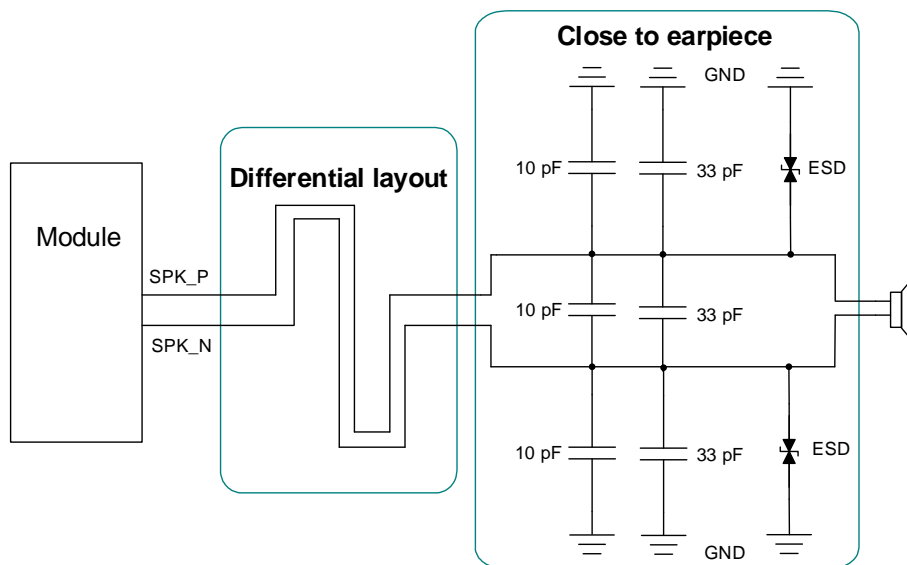 Close to earpiece
GND
10 pF
33 pF
ESD
Differential layout
Module
SPK_P
SPK_N
10 pF
33 pF
10 pF
33 pF
ESD
GND